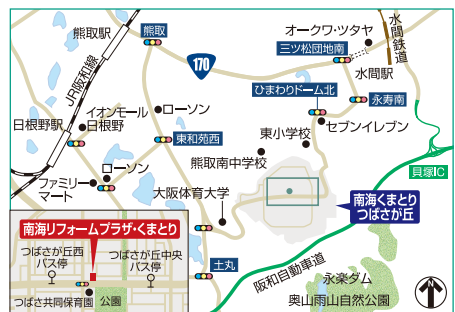 熊取駅
熊取
オークワ・ツタヤ
水間鉄道
三ツ松団地南
170
JR阪和線
水間駅
ひまわりドーム北
永寿南
イオンモール
日根野
日根野駅
ローソン
セブンイレブン
東和苑西
東小学校
熊取南中学校
貝塚IC
ローソン
ファミリー
マート
大阪体育大学
南海くまとり
つばさが丘
南海リフォームプラザ・くまとり
つばさが丘西
バス停
つばさが丘中央
バス停
土丸
阪和自動車道
永楽ダム
奥山雨山自然公園
つばさ共同保育園
公園
N